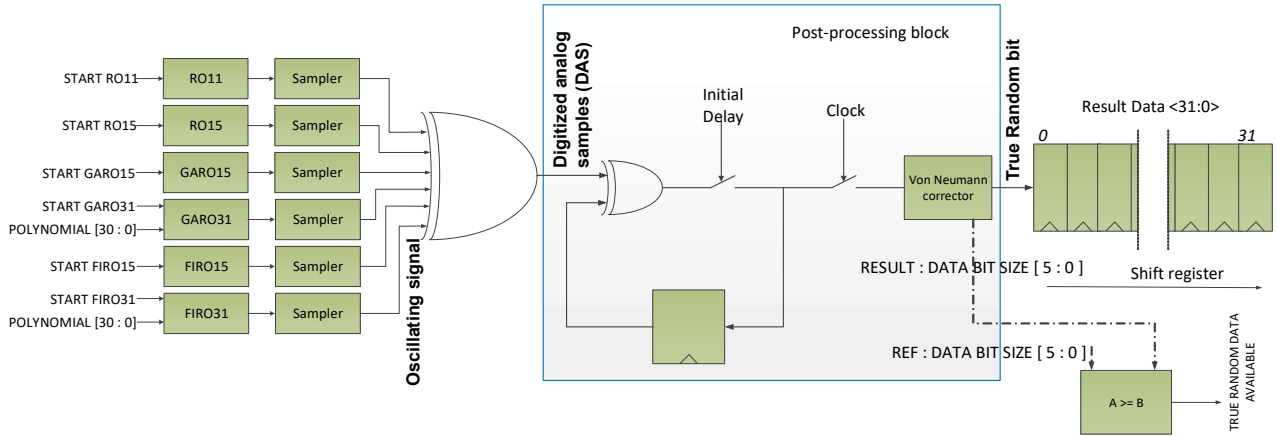 Post-processing block
START RO11
RO11
Sampler
START RO15
RO15
Sampler
START GARO15
GARO15
Sampler
START GARO31
POLYNOMIAL [30 : 0]
GARO31
Sampler
START FIRO15
FIRO15
Sampler
START FIRO31
POLYNOMIAL [30 : 0]
FIRO31
Sampler
Oscillating signal
Digitized analog
samples (DAS)
Initial
Delay
Clock
Von Neumann
corrector
True Random bit
Result Data <31:0>
0
31
Shift register
RESULT : DATA BIT SIZE [ 5 : 0 ]
REF : DATA BIT SIZE [ 5 : 0 ]
A >= B
TRUE RANDOM DATA
AVAILABLE